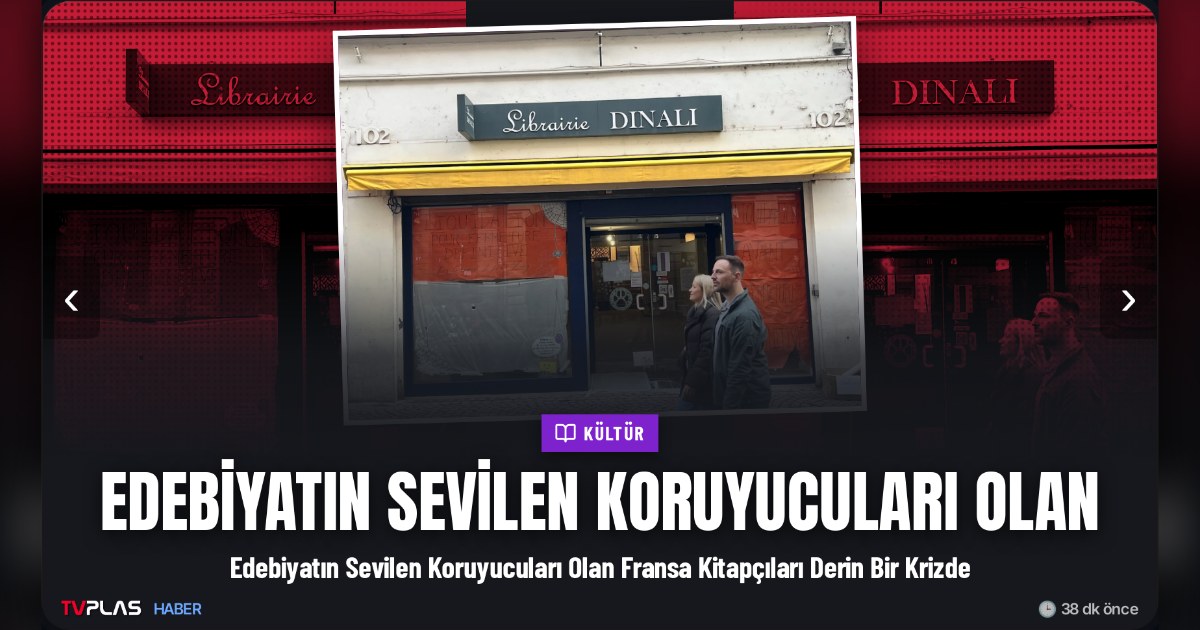 Librairie DINALI
102 102
Librairie DINALI
KÜLTÜR
EDEBİYATIN SEVİLEN KORUYUCULARI OLAN
Edebiyatın Sevilen Koruyucuları Olan Fransa Kitapçıları Derin Bir Krizde
TVPLAS HABER
38 dk önce